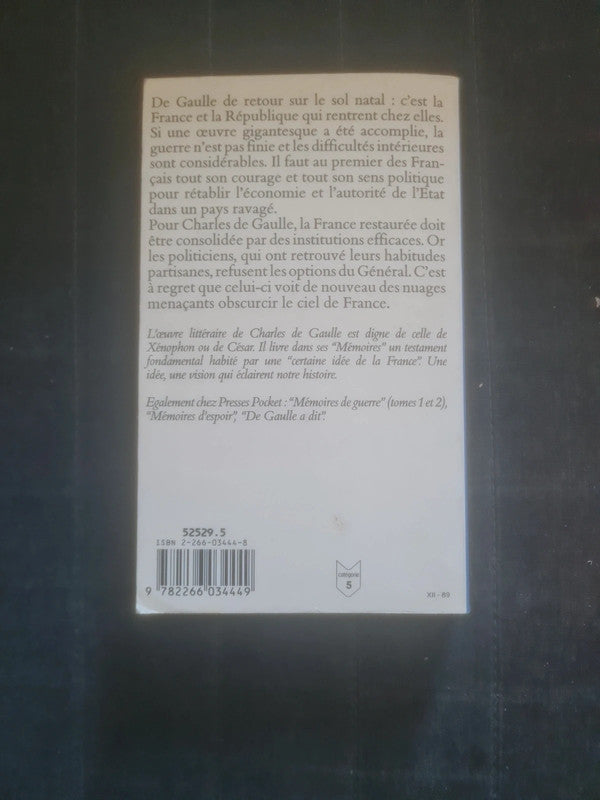 De Gaulle de retour sur le sol natal : c'est la
France et la République qui rentrent chez elles.
Si une œuvre gigantesque a été accomplie, la
guerre n'est pas finie et les difficultés intérieures
sont considérables. Il faut au premier des Fran-
çais tout son courage et tout son sens politique
pour rétablir l'économie et l'autorité de l'État
dans un pays ravagé.
Pour Charles de Gaulle, la France restaurée doit
être consolidée par des institutions efficaces. Or
les politiciens, qui ont retrouvé leurs habitudes
partisanes, refusent les options du Général. C'est
à regret que celui-ci voit de nouveau des nuages
menaçants obscurcir le ciel de France.
L'œuvre littéraire de Charles de Gaulle est digne de celle de
Xénophon ou de César. Il livre dans ses "Mémoires" un testament
fondamental habité par une "certaine idée de la France". Une
idée, une vision qui éclairent notre histoire.
Egalement chez Presses Pocket : "Mémoires de guerre" (tomes 1 et 2),
"Mémoires d'espoir", "De Gaulle a dit".
52529.5
ISBN 2-266-03444-8
9 782266 034449
catégorie
5
XII - 89